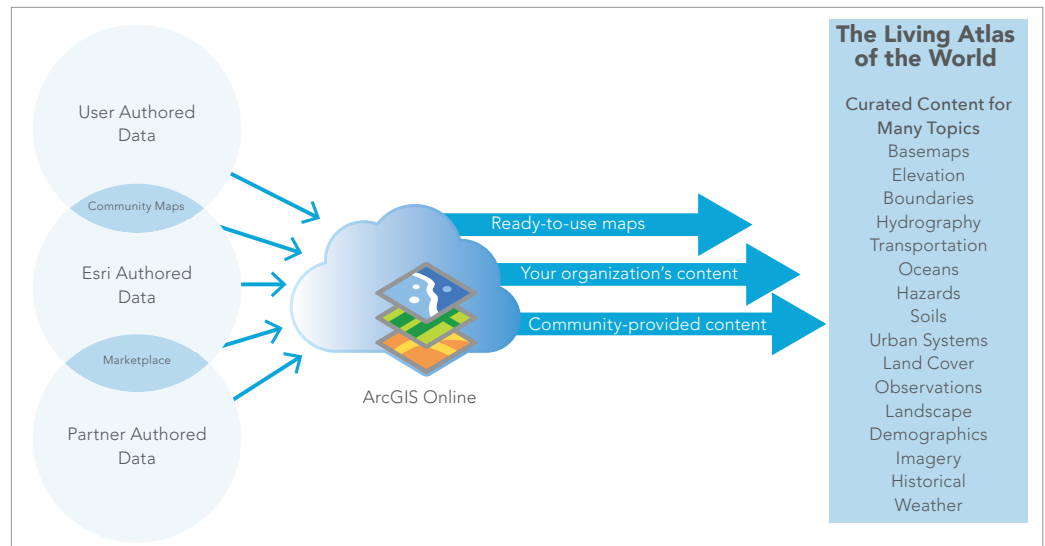 User Authored
Data
Community Maps
Esri Authored
Data
Marketplace
Partner Authored
Data
ArcGIS Online
Ready-to-use maps
Your organization's content
Community-provided content
The Living Atlas
of the World
Curated Content for
Many Topics
Basemaps
Elevation
Boundaries
Hydrography
Transportation
Oceans
Hazards
Soils
Urban Systems
Land Cover
Observations
Landscape
Demographics
Imagery
Historical
Weather